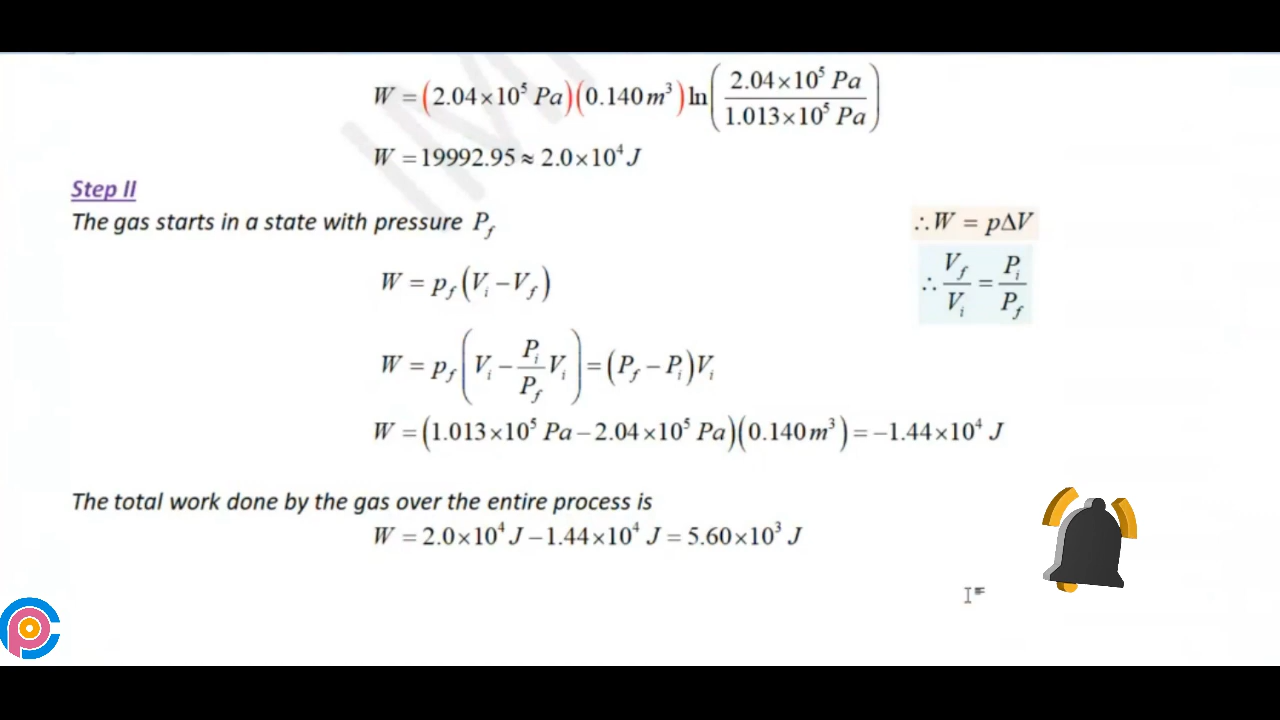 W = (2.04×10⁵ Pa)(0.140 m³) ln(2.04×10⁵ Pa / 1.013×10⁵ Pa)
W = 19992.95 ≈ 2.0×10⁴ J
Step II
The gas starts in a state with pressure P_f
∴ W = pΔV
W = p_f (V_i − V_f)
∴ V_f / V_i = P_i / P_f
W = p_f (V_i − P_i / P_f V_i) = (P_f − P_i) V_i
W = (1.013×10⁵ Pa − 2.04×10⁵ Pa)(0.140 m³) = −1.44×10⁴ J
The total work done by the gas over the entire process is
W = 2.0×10⁴ J − 1.44×10⁴ J = 5.60×10³ J